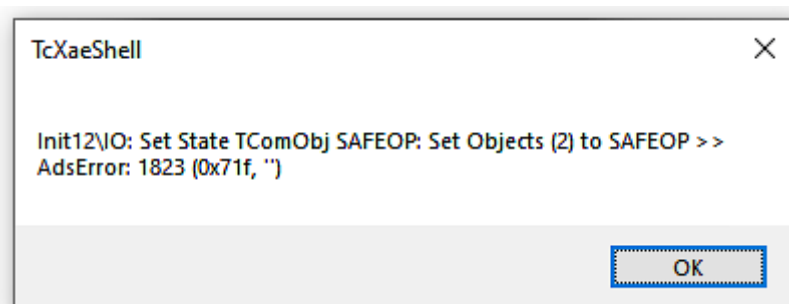 TcXaeShell
Init12\IO: Set State TComObj SAFEOP: Set Objects (2) to SAFEOP >>
AdsError: 1823 (0x71f, '')
OK